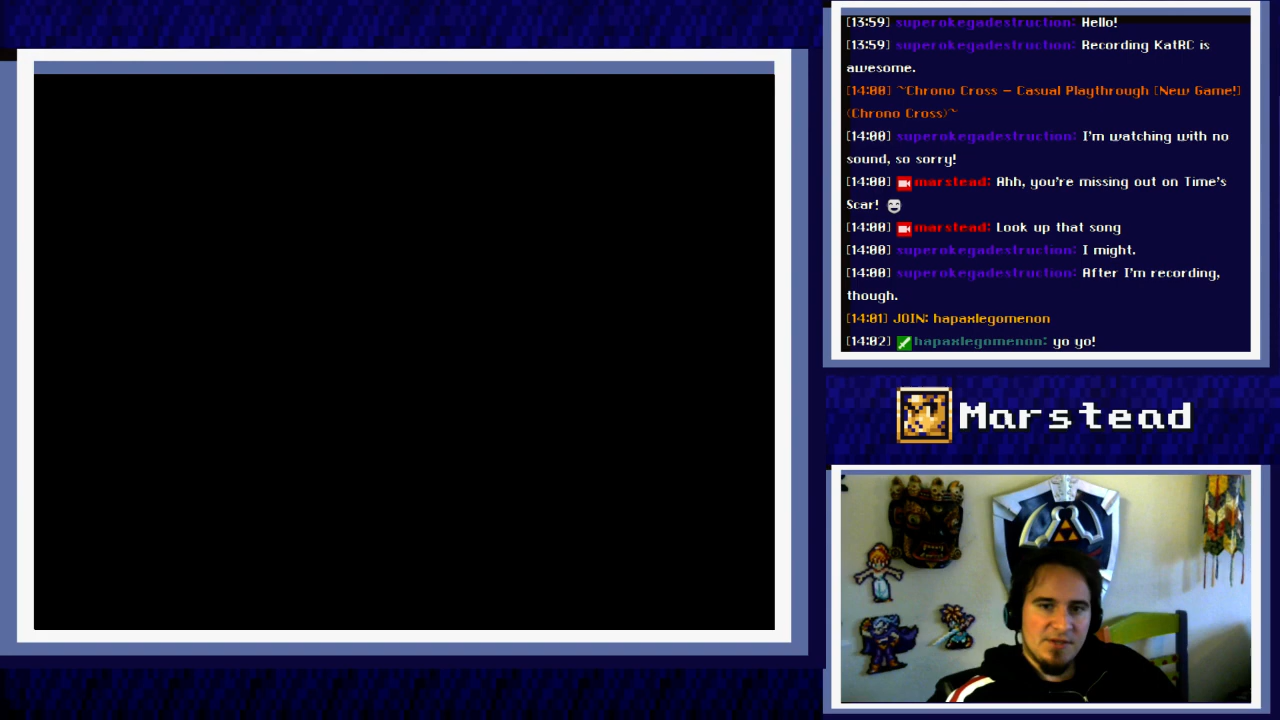 [13:59] superokegadestruction: Hello!
[13:59] superokegadestruction: Recording KatRC is
awesome.
[14:00] ~Chrono Cross - Casual Playthrough [New Game!]
(Chrono Cross)~
[14:00] superokegadestruction: I'm watching with no
sound, so sorry!
[14:00] marstead: Ahh, you're missing out on Time's
Scar!
[14:00] marstead: Look up that song
[14:00] superokegadestruction: I might.
[14:00] superokegadestruction: After I'm recording,
though.
[14:01] JOIN: hapaxlegomenon
[14:02] hapaxlegomenon: yo yo!
Marstead